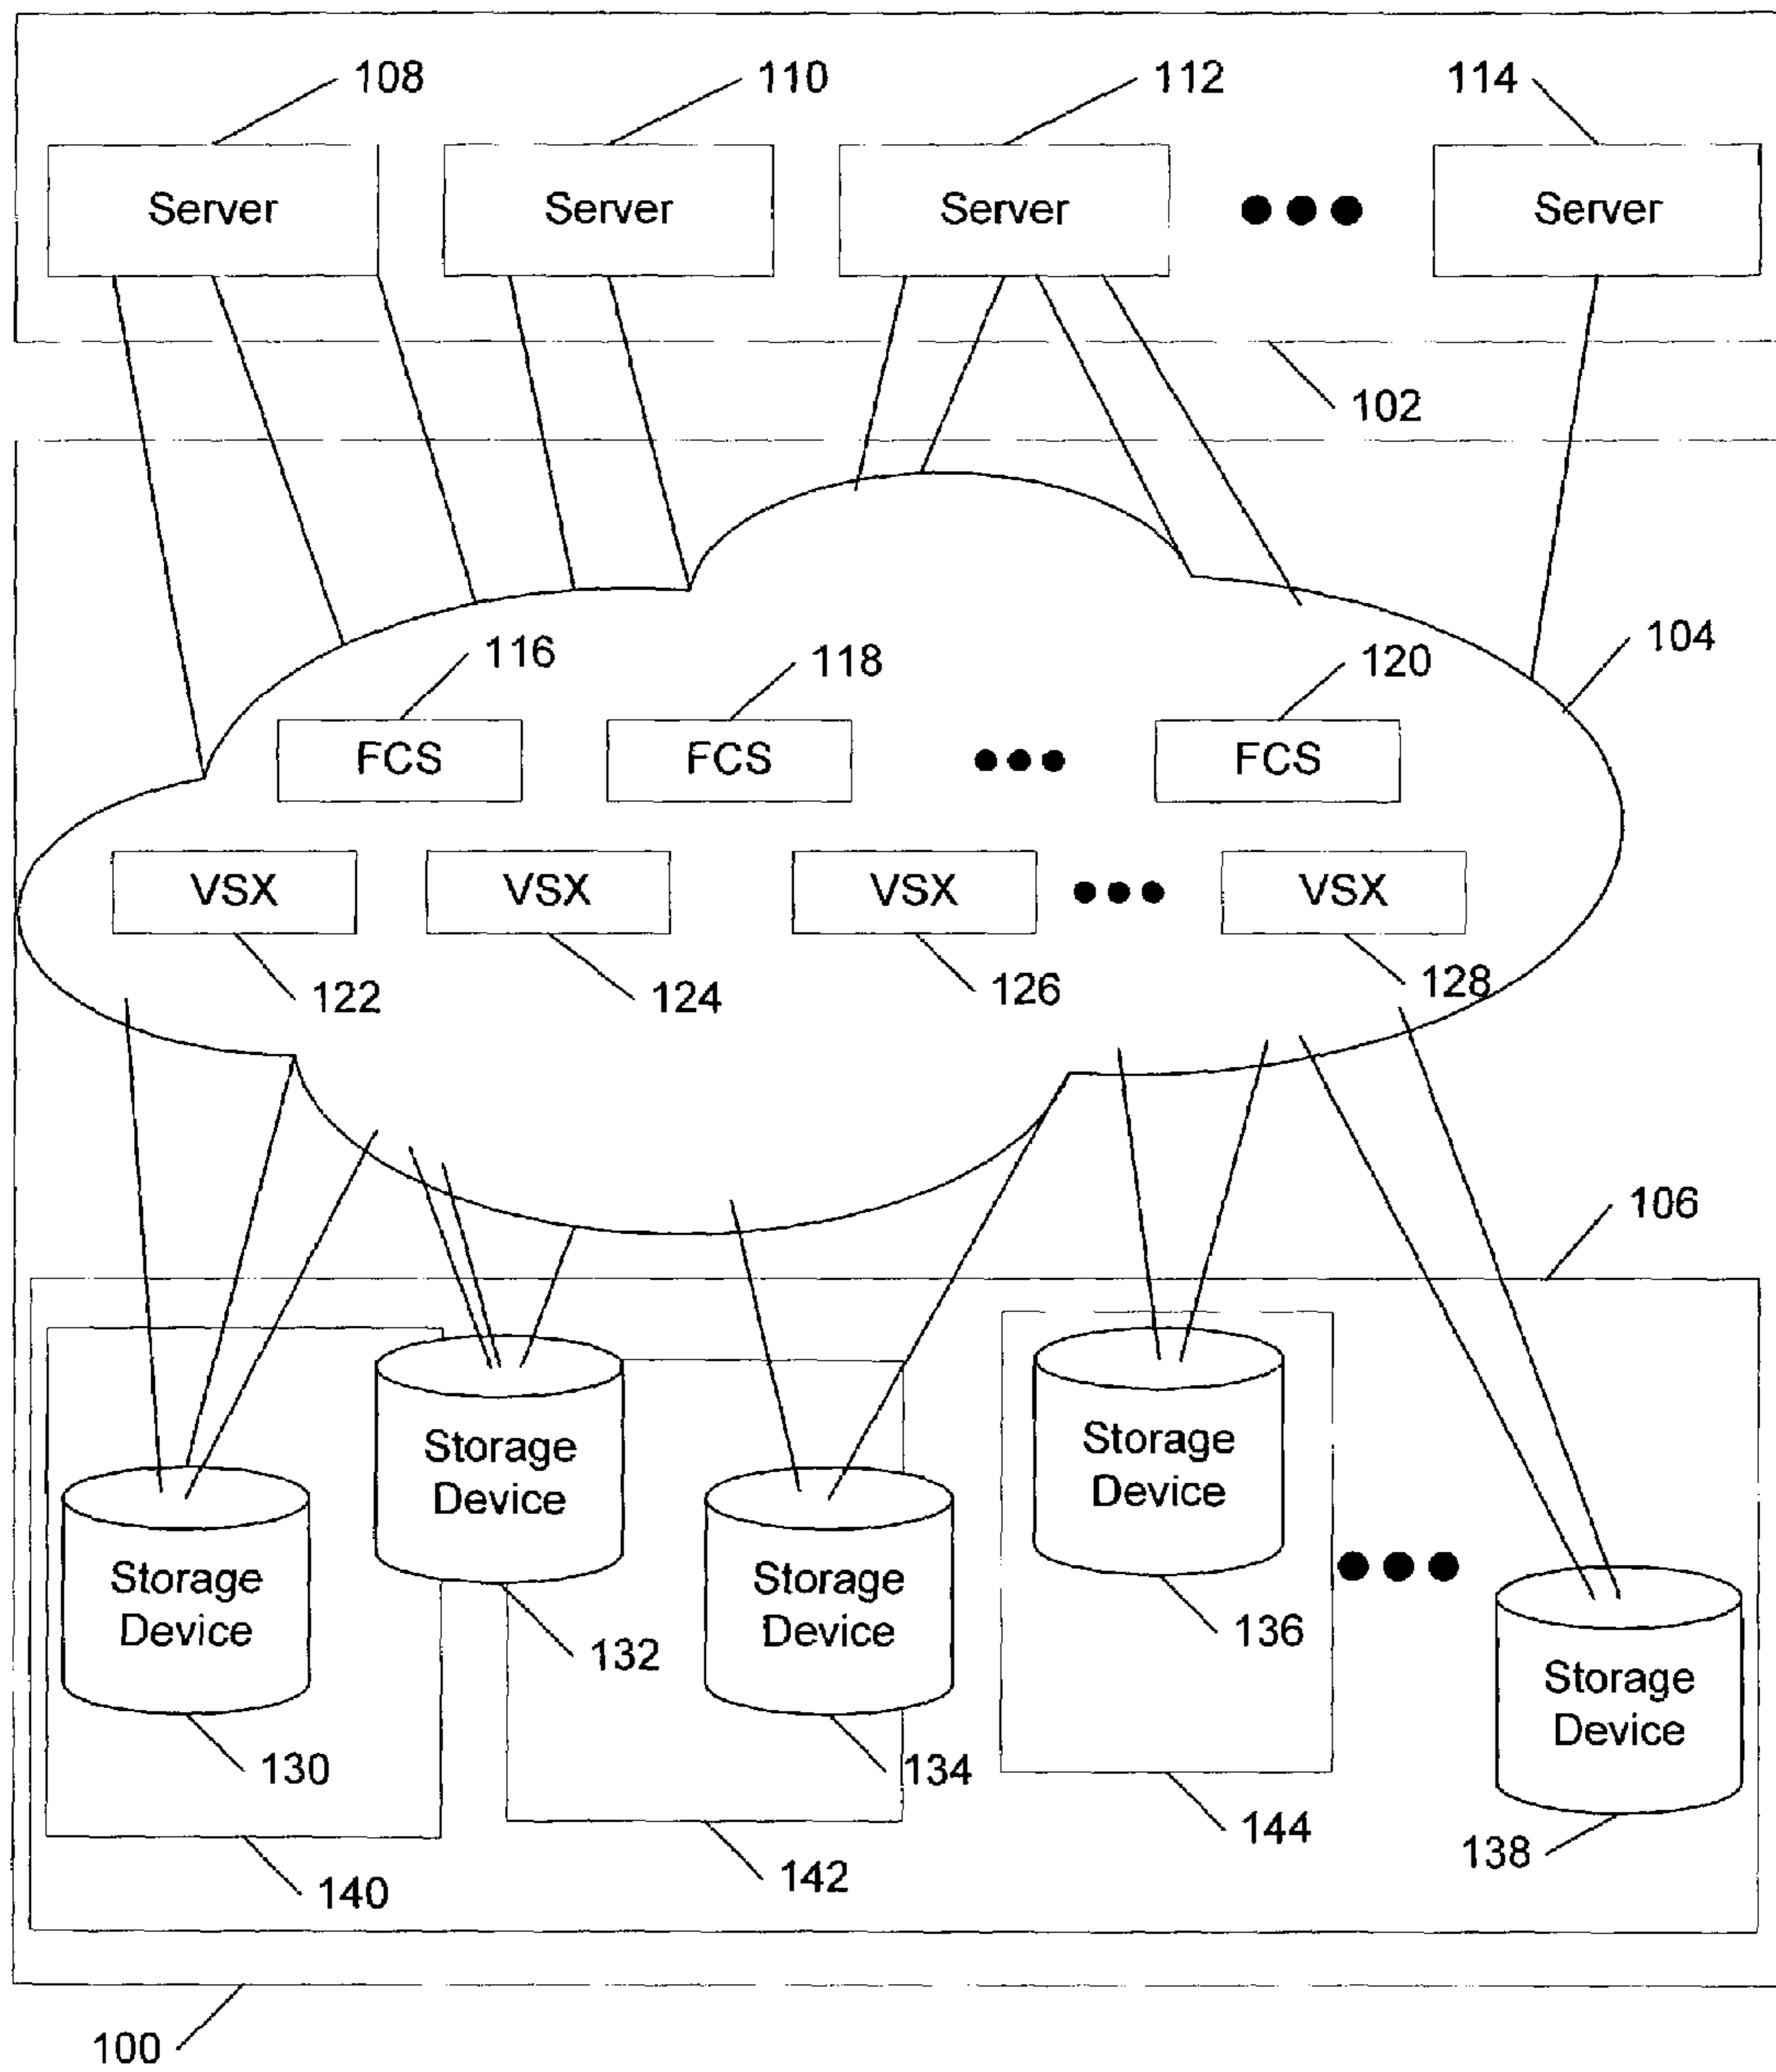 108
110
112
114
Server
Server
Server
Server
102
104
116
118
120
FCS
FCS
FCS
VSX
VSX
VSX
VSX
122
124
126
128
106
Storage
Device
Storage
Device
Storage
Device
Storage
Device
Storage
Device
132
136
130
134
144
138
140
142
100